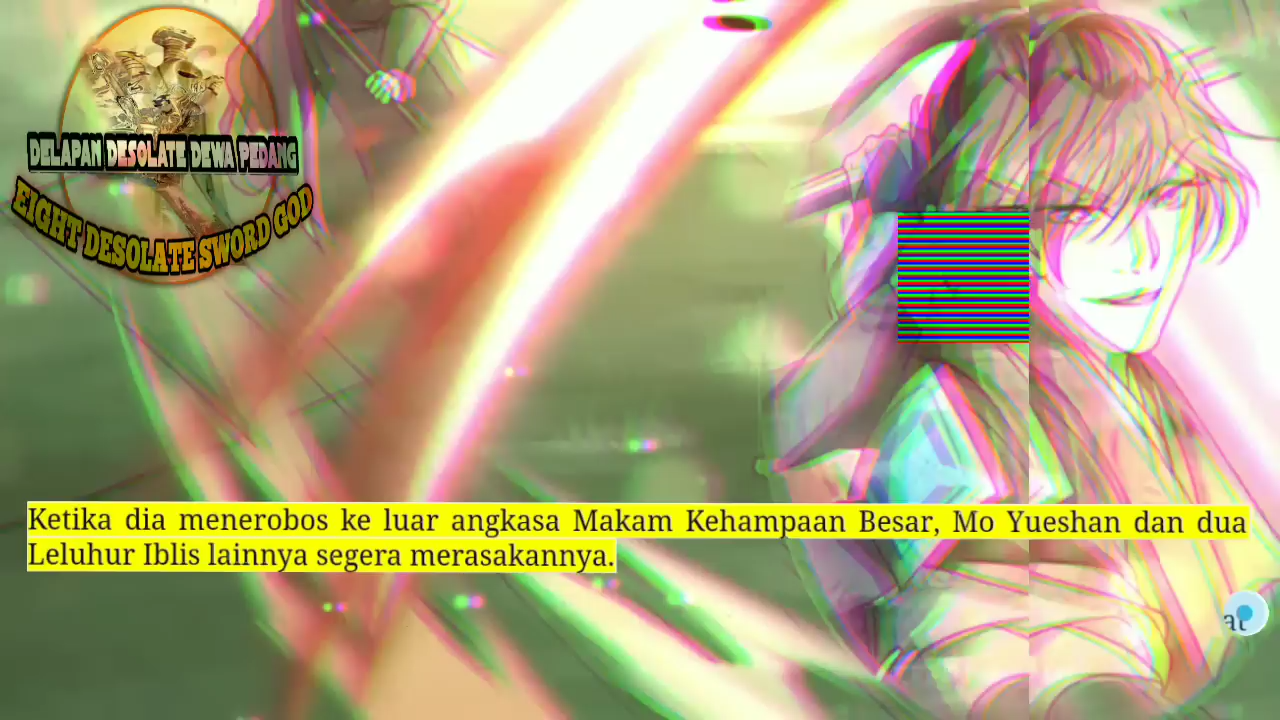 DELAPAN DESOLATE DEWA PEDANG
EIGHT DESOLATE SWORD GOD
Ketika dia menerobos ke luar angkasa Makam Kehampaan Besar, Mo Yueshan dan dua
Leluhur Iblis lainnya segera merasakannya.